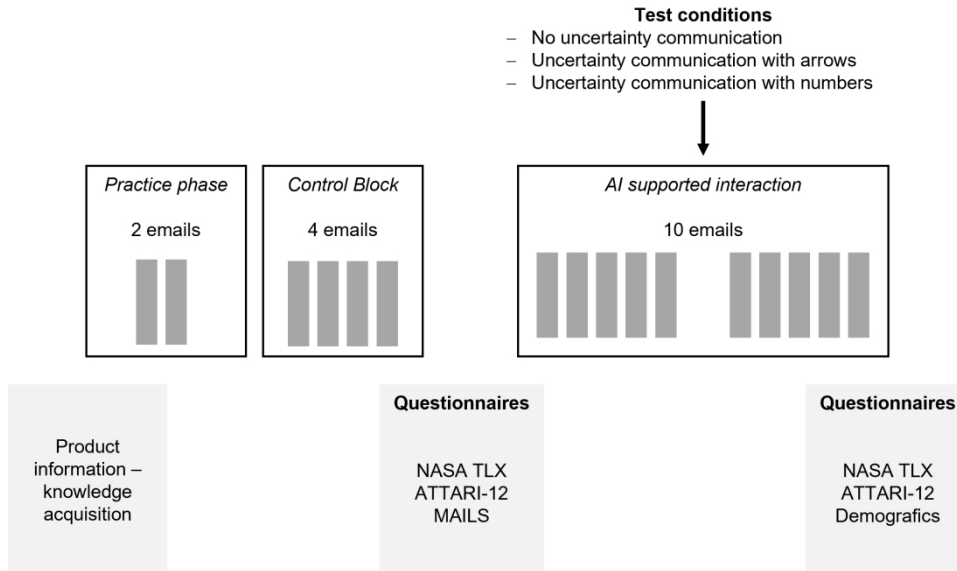 Test conditions
– No uncertainty communication
– Uncertainty communication with arrows
– Uncertainty communication with numbers
Practice phase
2 emails
Control Block
4 emails
AI supported interaction
10 emails
Product
information –
knowledge
acquisition
Questionnaires
NASA TLX
ATTARI-12
MAILS
Questionnaires
NASA TLX
ATTARI-12
Demografics